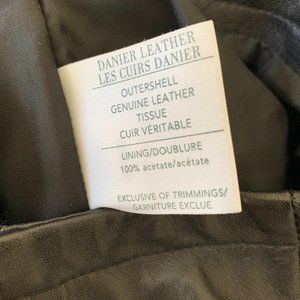 DANIER LEATHER
LES CUIRS DANIER
OUTERSHELL
GENUINE LEATHER
TISSUE
CUIR VÉRITABLE
LINING/DOUBLURE
100% acetate/acétate
EXCLUSIVE OF TRIMMINGS/
GARNITURE EXCLUE